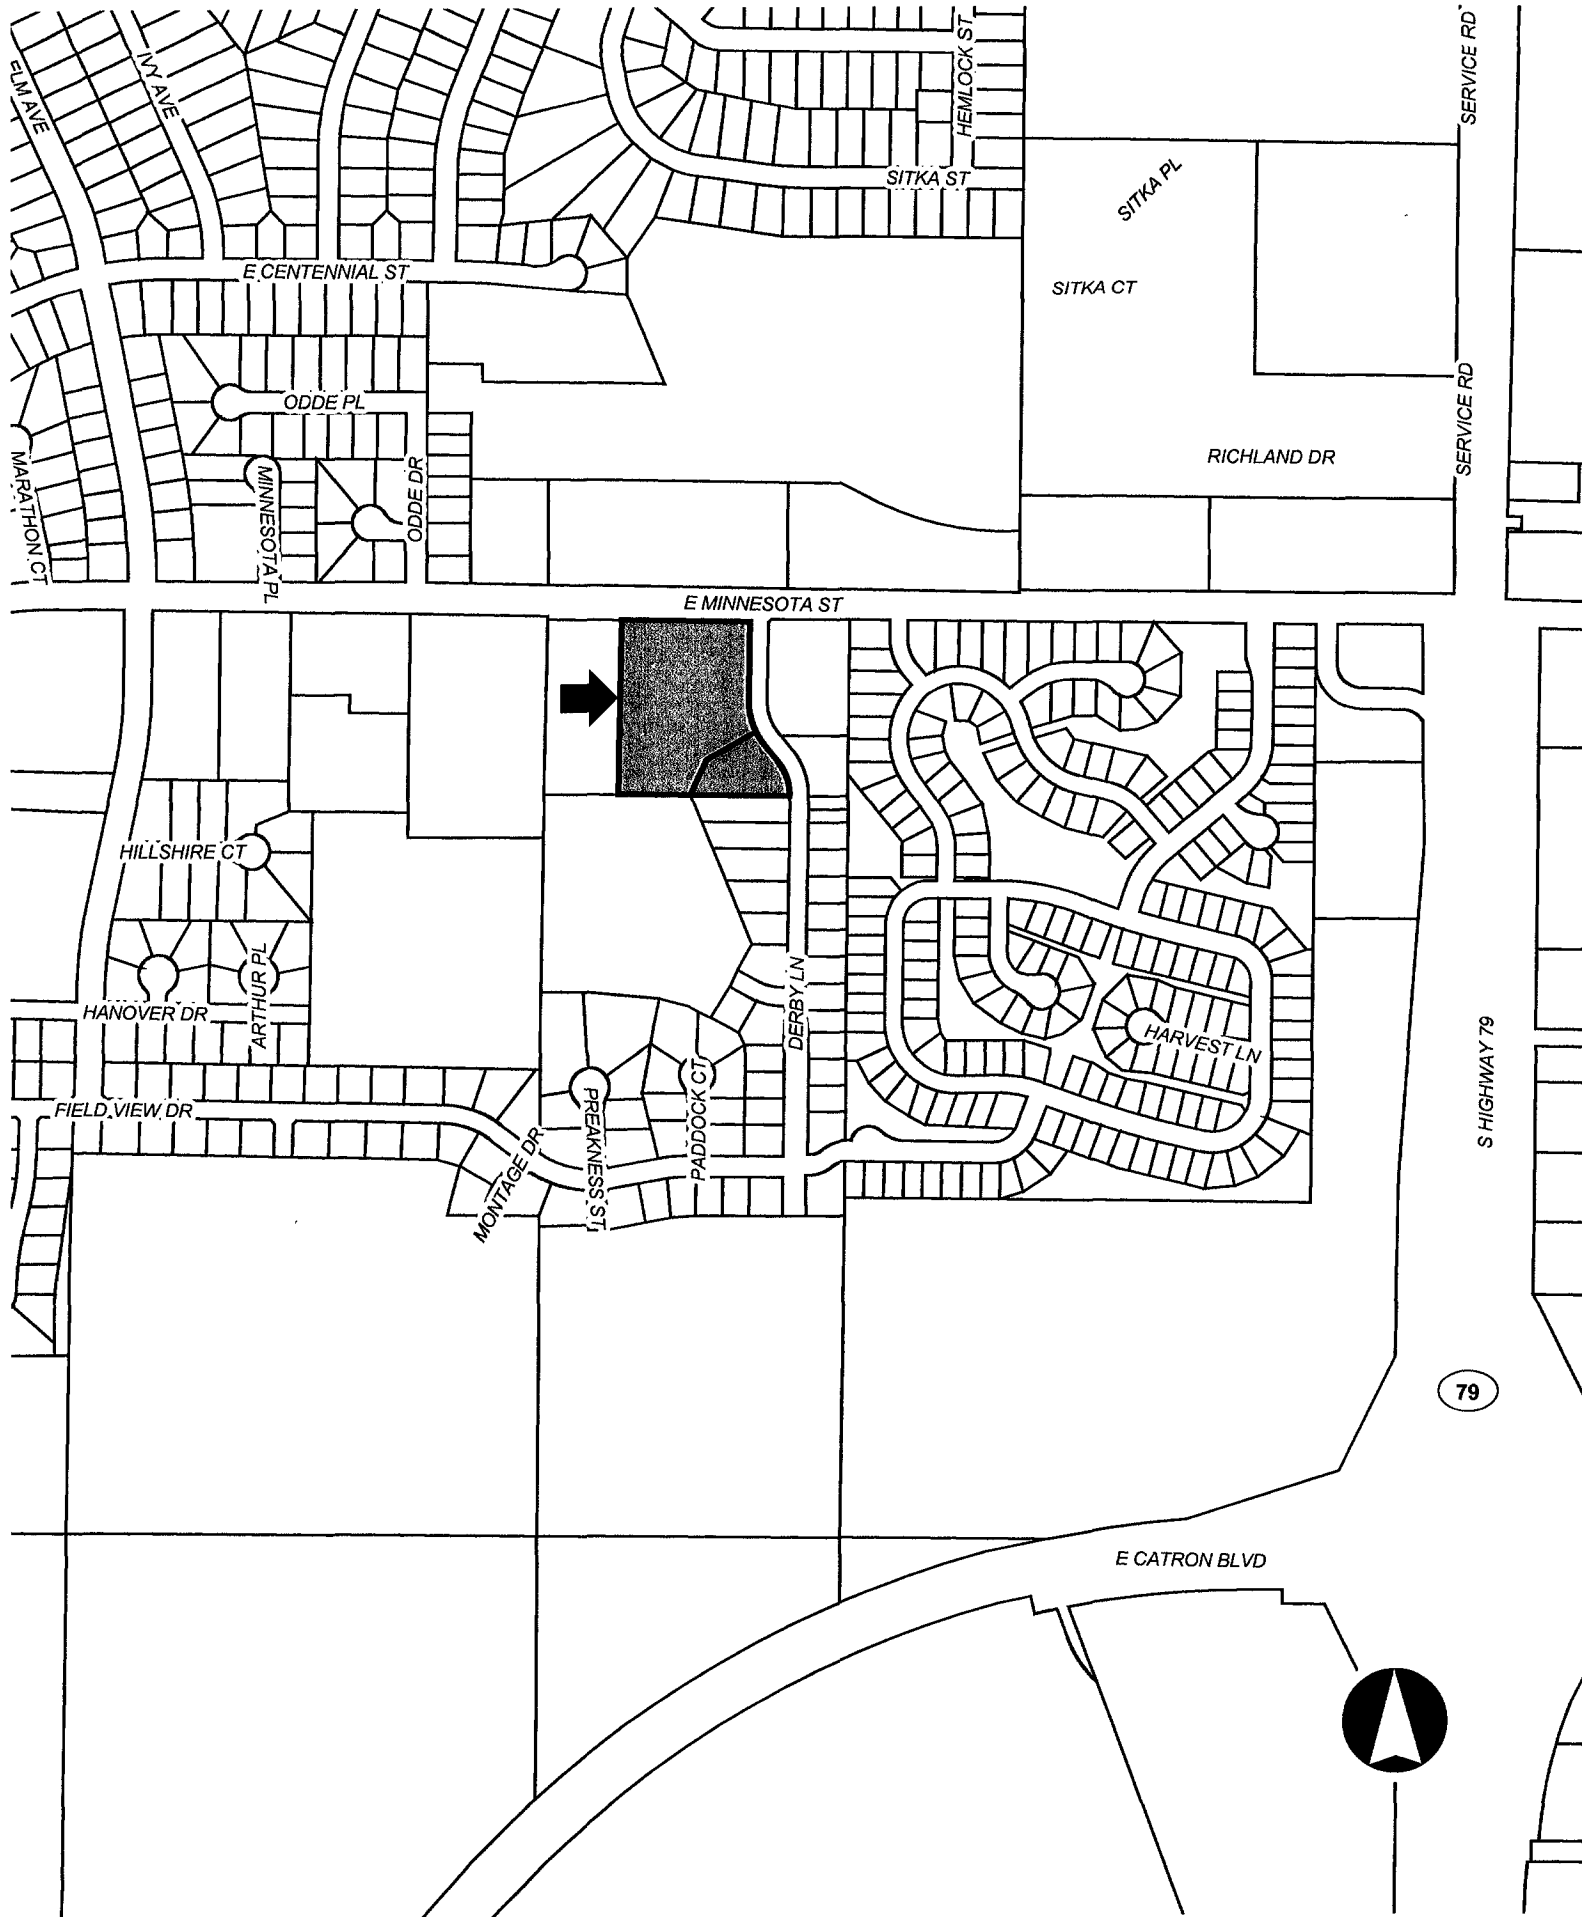 ELM AVE
IVY AVE
HEMLOCK ST
SERVICE RD
SITKA ST
SITKA PL
E CENTENNIAL ST
SITKA CT
ODDE PL
SERVICE RD
MARATHON CT
MINNESOTA PL
ODDE DR
RICHLAND DR
E MINNESOTA ST
HILLSHIRE CT
ARTHUR PL
DERBY LN
HANOVER DR
HARVEST LN
S HIGHWAY 79
FIELD VIEW DR
MONTAGE DR
PREAKNESS ST
PADDOCK CT
79
E CATRON BLVD